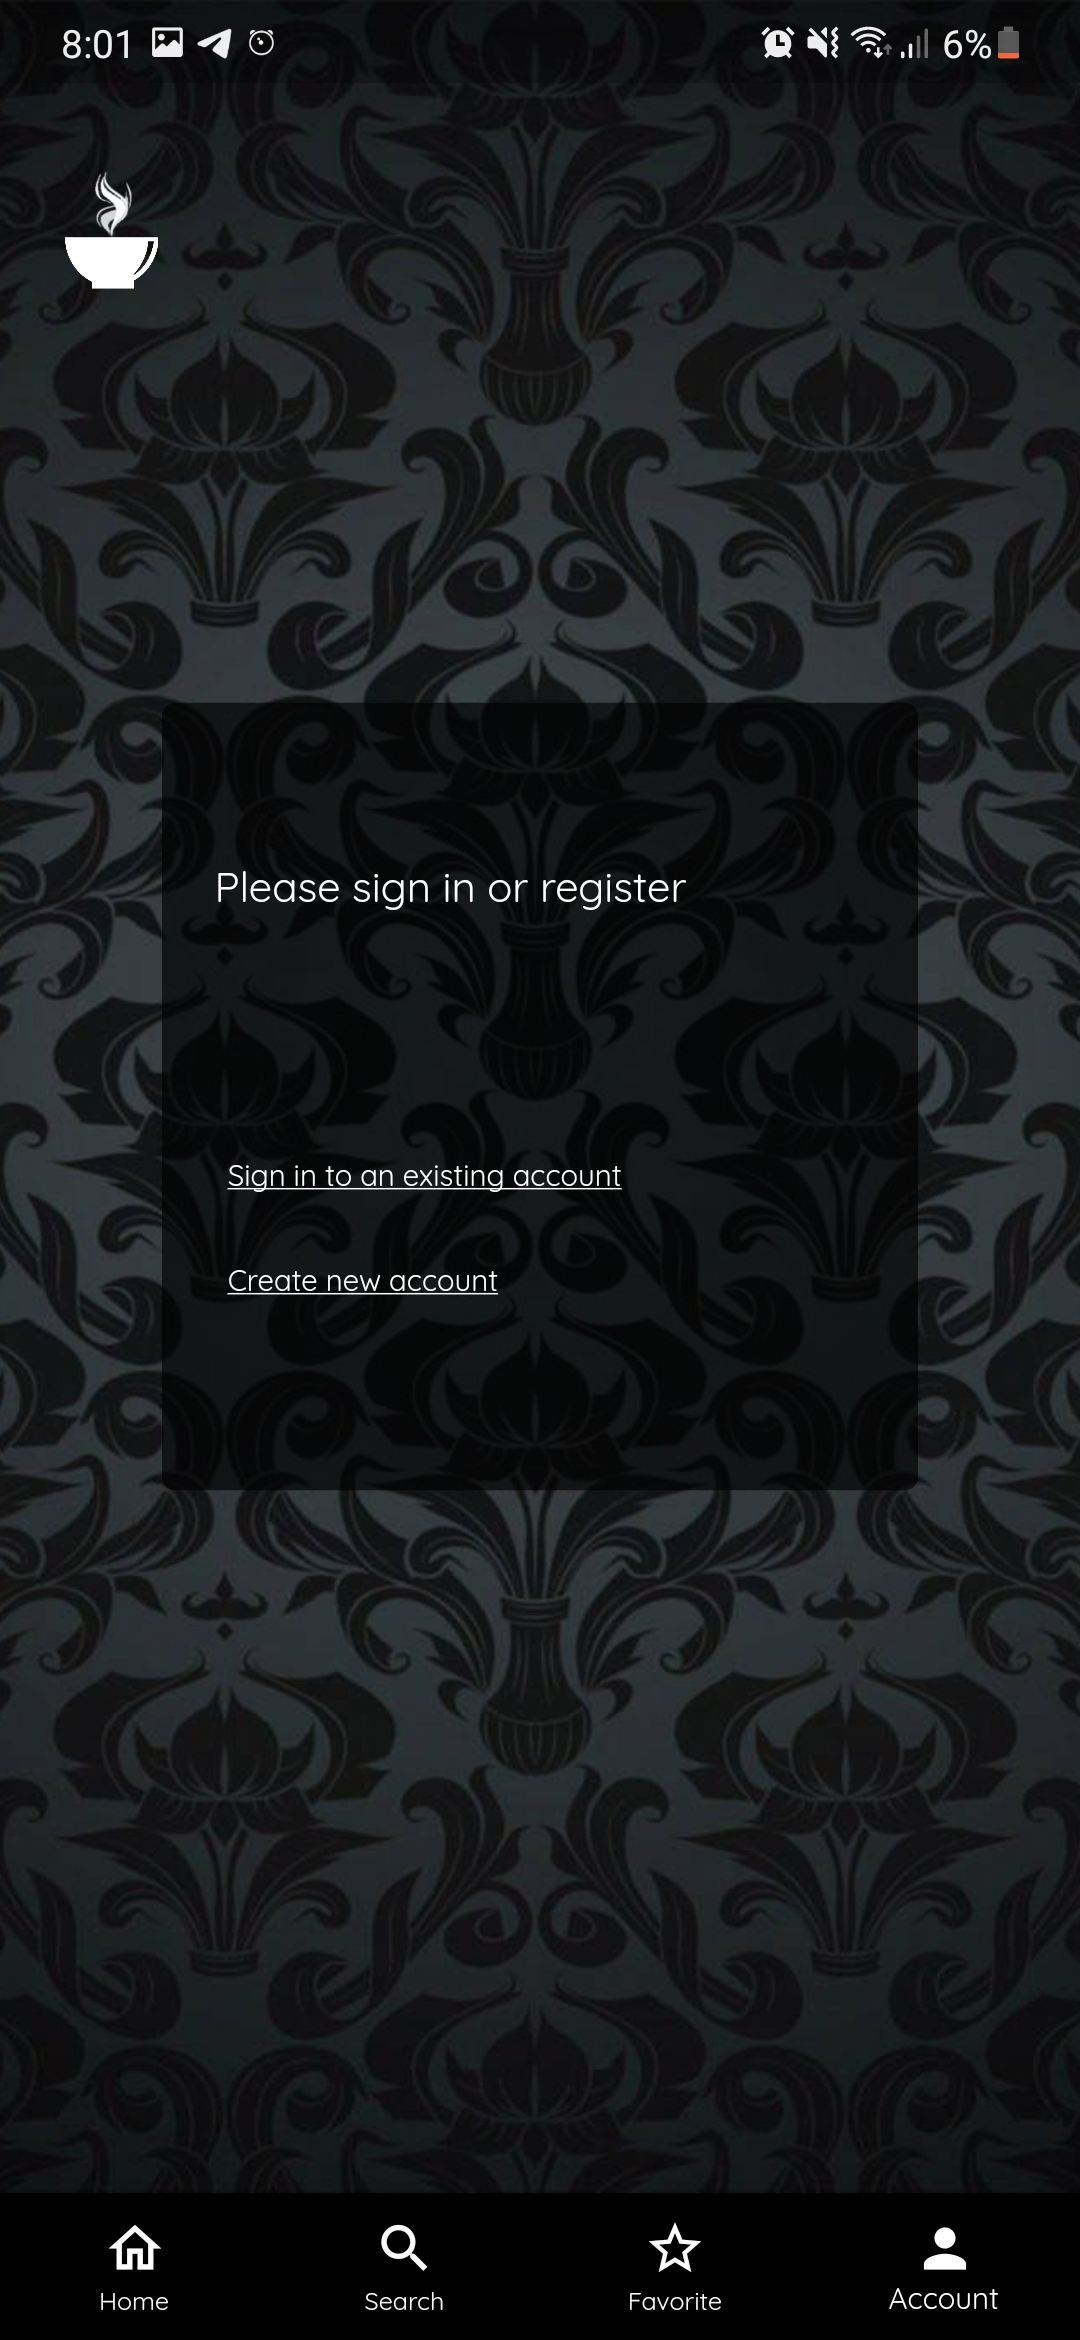 8:01 6%
Please sign in or register
Sign in to an existing account
Create new account
Home Search Favorite Account